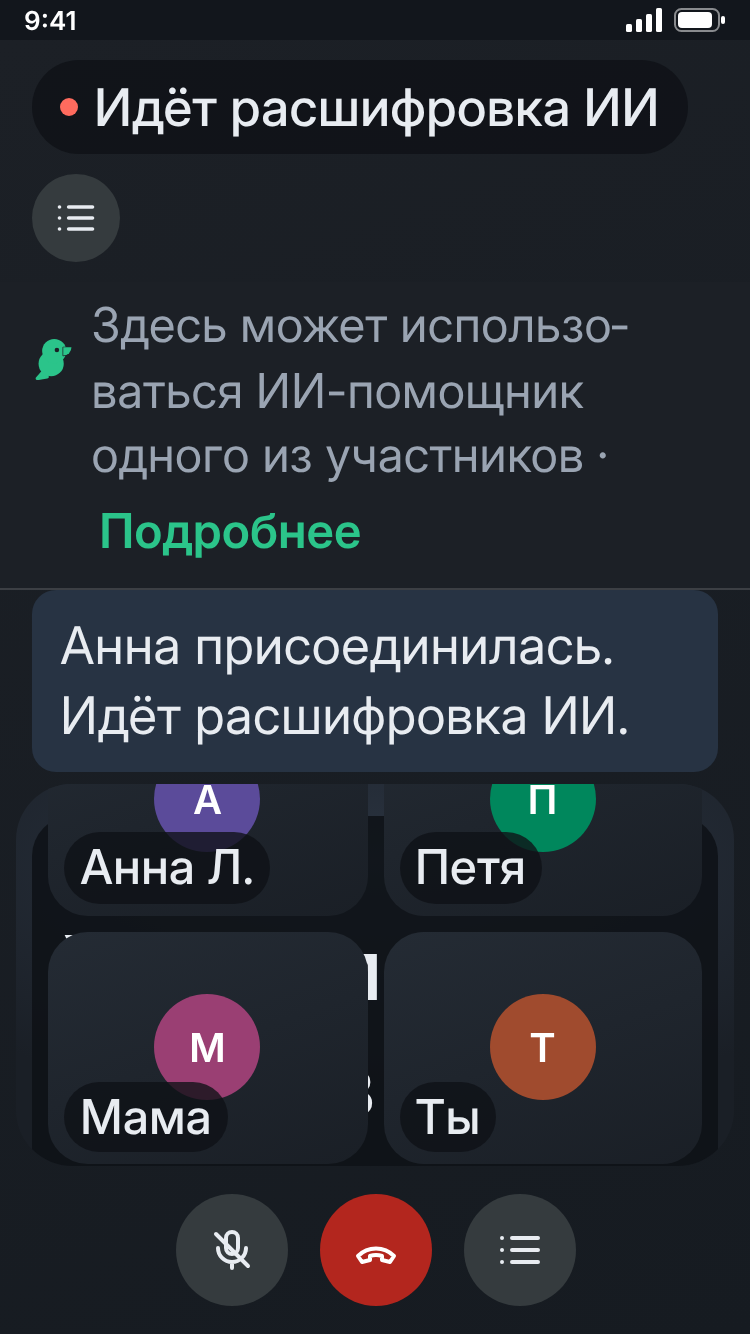 9:41
Идёт расшифровка ИИ
Здесь может использо-
ваться ИИ-помощник
одного из участников ·
Подробнее
Анна присоединилась.
Идёт расшифровка ИИ.
А
П
Анна Л.
Петя
М
Т
Мама
Ты